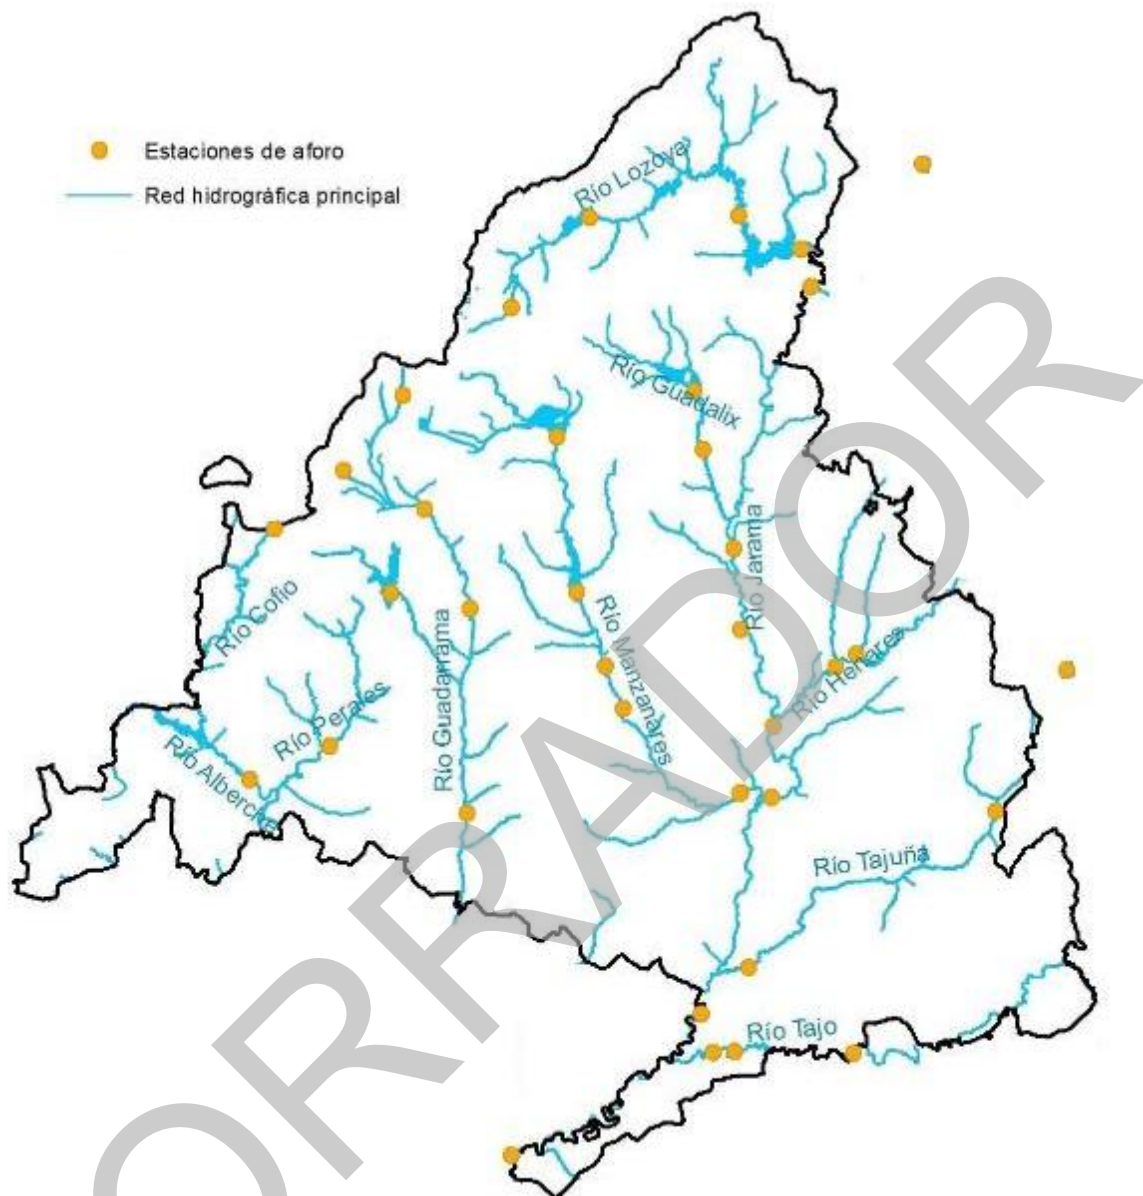 Estaciones de aforo
Red hidrográfica principal
Río Lozoya
Río Guadalix
Río Jarama
Río Cofio
Río Guadarrama
Río Manzanares
Río Henares
Río Perales
Río Alberche
Río Tajuña
Río Tajo
ORRADOR